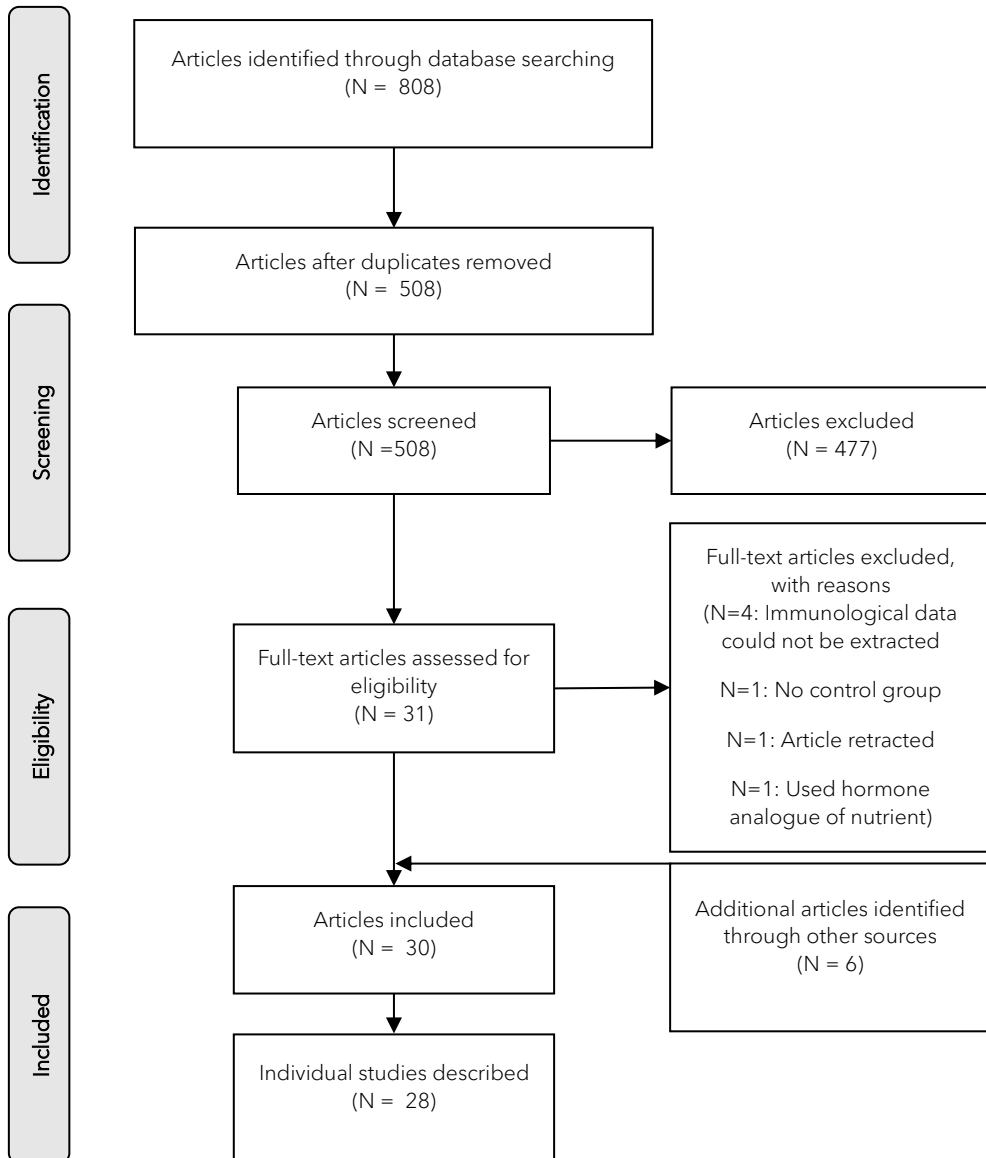 Identification
Articles identified through database searching
(N =  808)
Articles after duplicates removed
(N =  508)
Screening
Articles screened
(N =508)
Articles excluded
(N = 477)
Eligibility
Full-text articles assessed for
eligibility
(N = 31)
Full-text articles excluded,
with reasons
(N=4: Immunological data
could not be extracted
N=1: No control group
N=1: Article retracted
N=1: Used hormone
analogue of nutrient)
Included
Articles included
(N =  30)
Additional articles identified
through other sources
(N = 6)
Individual studies described
(N =  28)